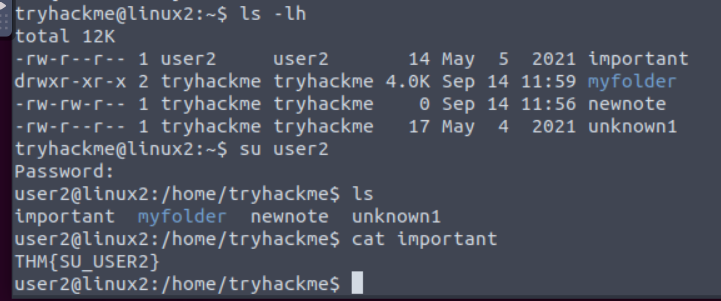 tryhackme@linux2:~$ ls -lh
total 12K
-rw-r--r-- 1 user2     user2       14 May  5  2021 important
drwxr-xr-x 2 tryhackme tryhackme 4.0K Sep 14 11:59 myfolder
-rw-rw-r-- 1 tryhackme tryhackme    0 Sep 14 11:56 newnote
-rw-r--r-- 1 tryhackme tryhackme   17 May  4  2021 unknown1
tryhackme@linux2:~$ su user2
Password:
user2@linux2:/home/tryhackme$ ls
important  myfolder  newnote  unknown1
user2@linux2:/home/tryhackme$ cat important
THM{SU_USER2}
user2@linux2:/home/tryhackme$